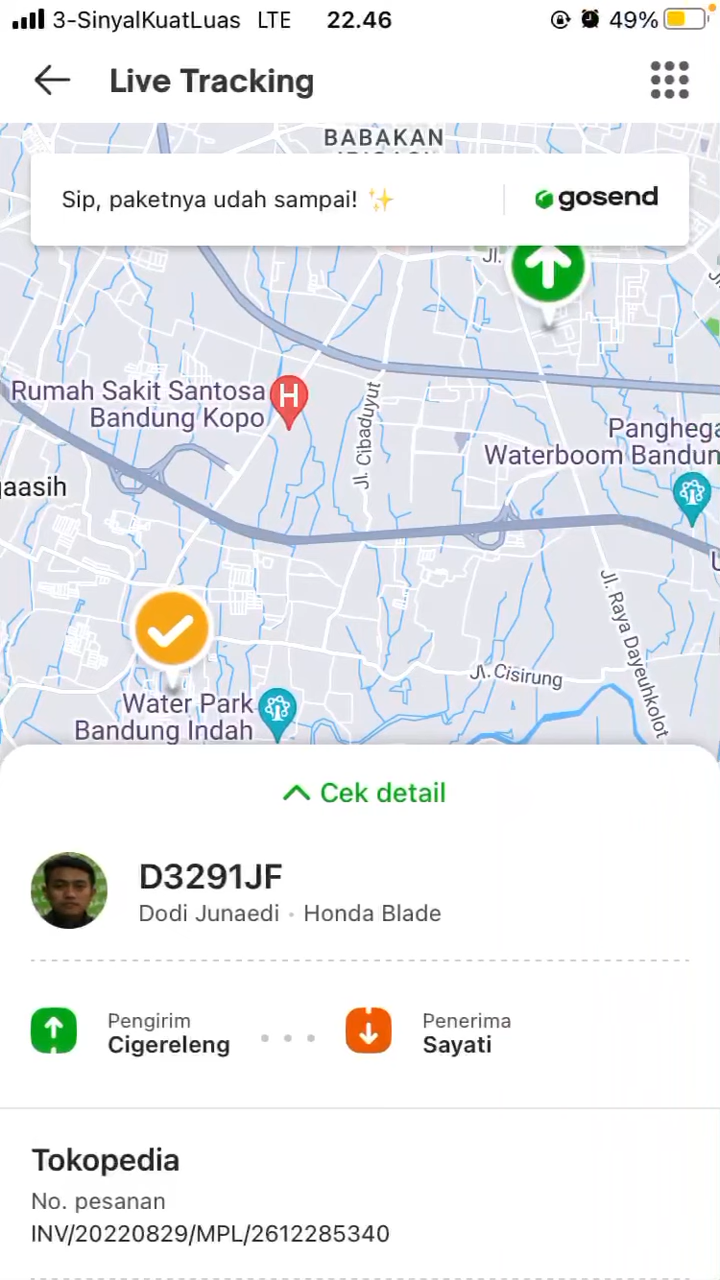 3-SinyalKuatLuas LTE 22.46 49%
Live Tracking
BABAKAN
Sip, paketnya udah sampai! ✨ gosend
Jl.
Rumah Sakit Santosa
Bandung Kopo
H
Jl. Cibaduyut
Waterboom Bandun
Jl. Raya Dayeuhkolot
Jl. Cisirung
Water Park
Bandung Indah
Cek detail
D3291JF
Dodi Junaedi · Honda Blade
Pengirim
Cigereleng
Penerima
Sayati
Tokopedia
No. pesanan
INV/20220829/MPL/2612285340